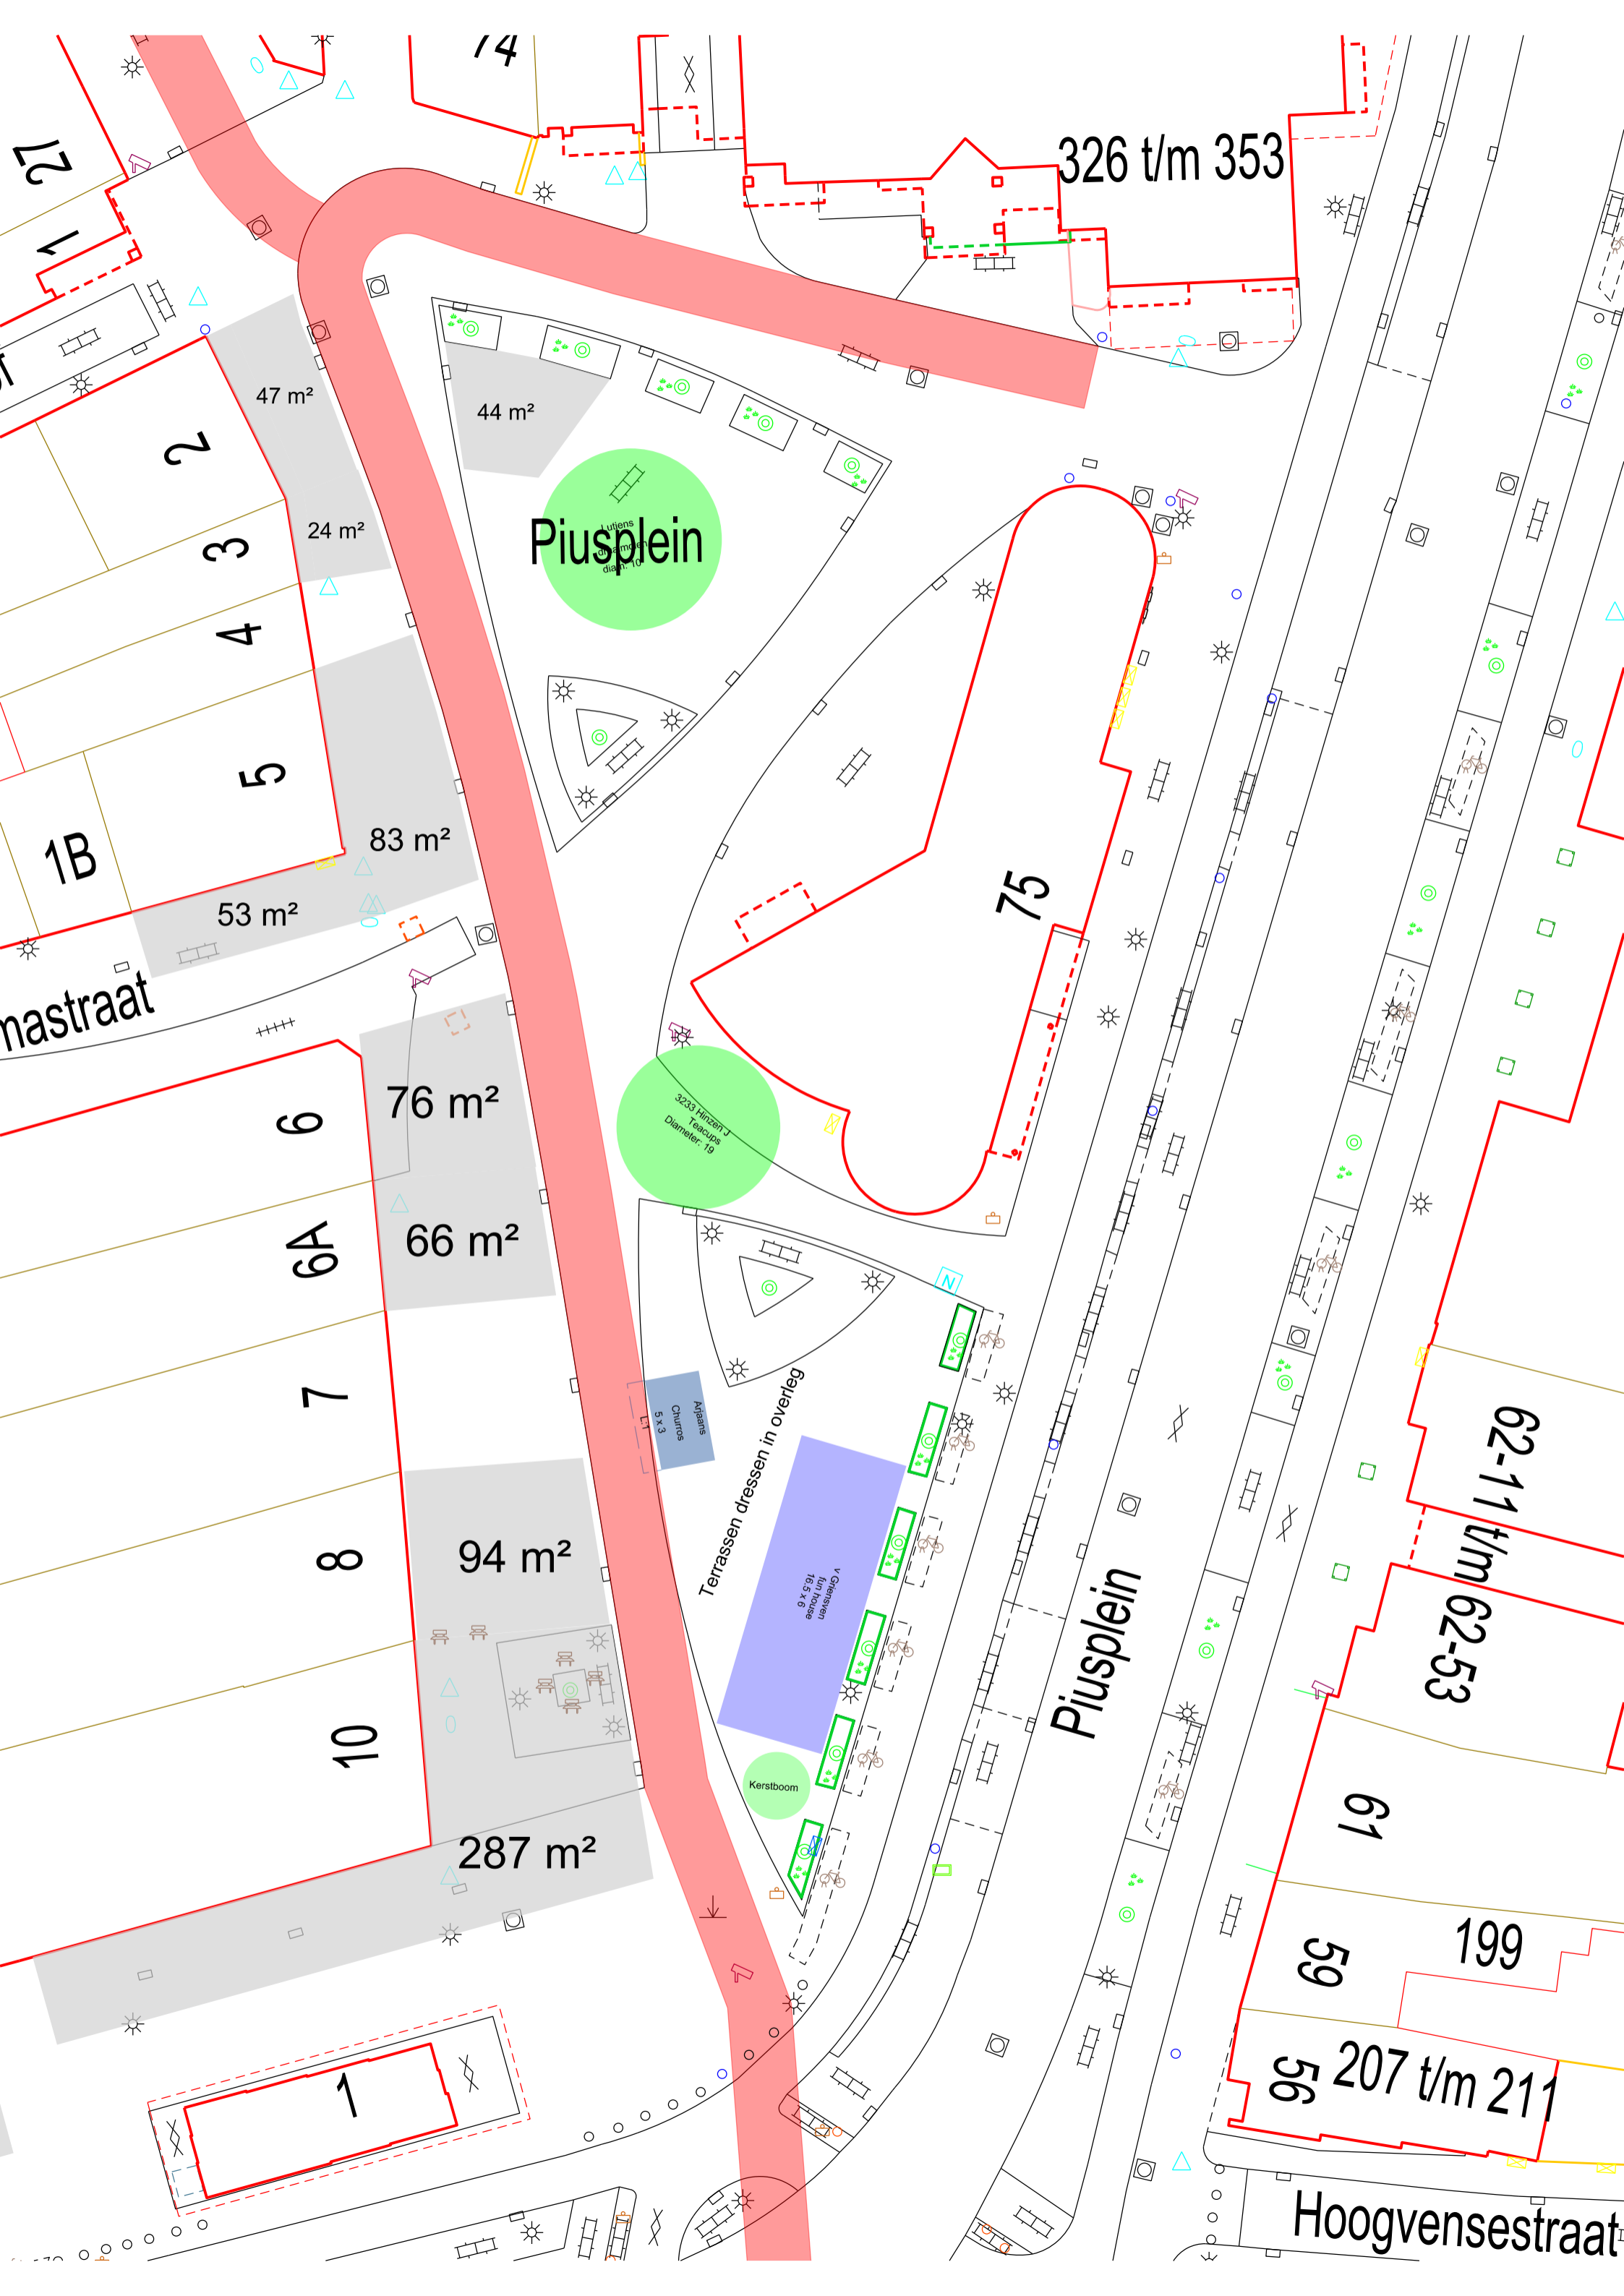 74
27
1
326 t/m 353
47 m²
44 m²
2
24 m²
3
Lutjens
diam: 10
Piusplein
4
5
1B
83 m²
53 m²
75
mastraat
6
76 m²
3233 Hinzen J
Teacups
Diameter: 19
6A
66 m²
N
7
Arjaans
Churros
5 x 3
Terrassen dressen in overleg
62-11 t/m 62-53
8
94 m²
v Griensven
fun house
16.5 x 6
Piusplein
10
Kerstboom
61
287 m²
59
199
56
207 t/m 211
1
Hoogvensestraat